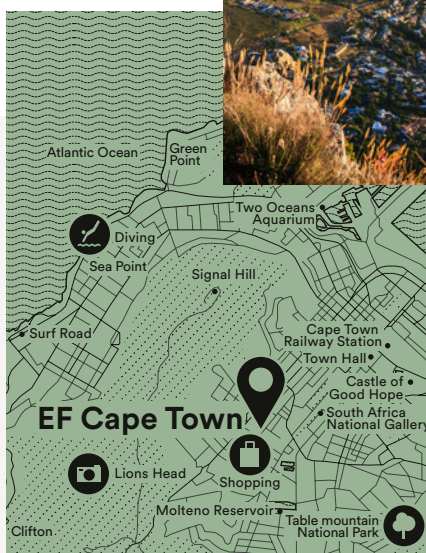 Atlantic Ocean
Green
Point
Two Oceans
Aquarium
Diving
Sea Point
Signal Hill
Surf Road
Cape Town
Railway Station
Town Hall
Castle of
Good Hope
EF Cape Town
South Africa
National Gallery
Lions Head
Shopping
Molteno Reservoir
Table mountain
National Park
Clifton